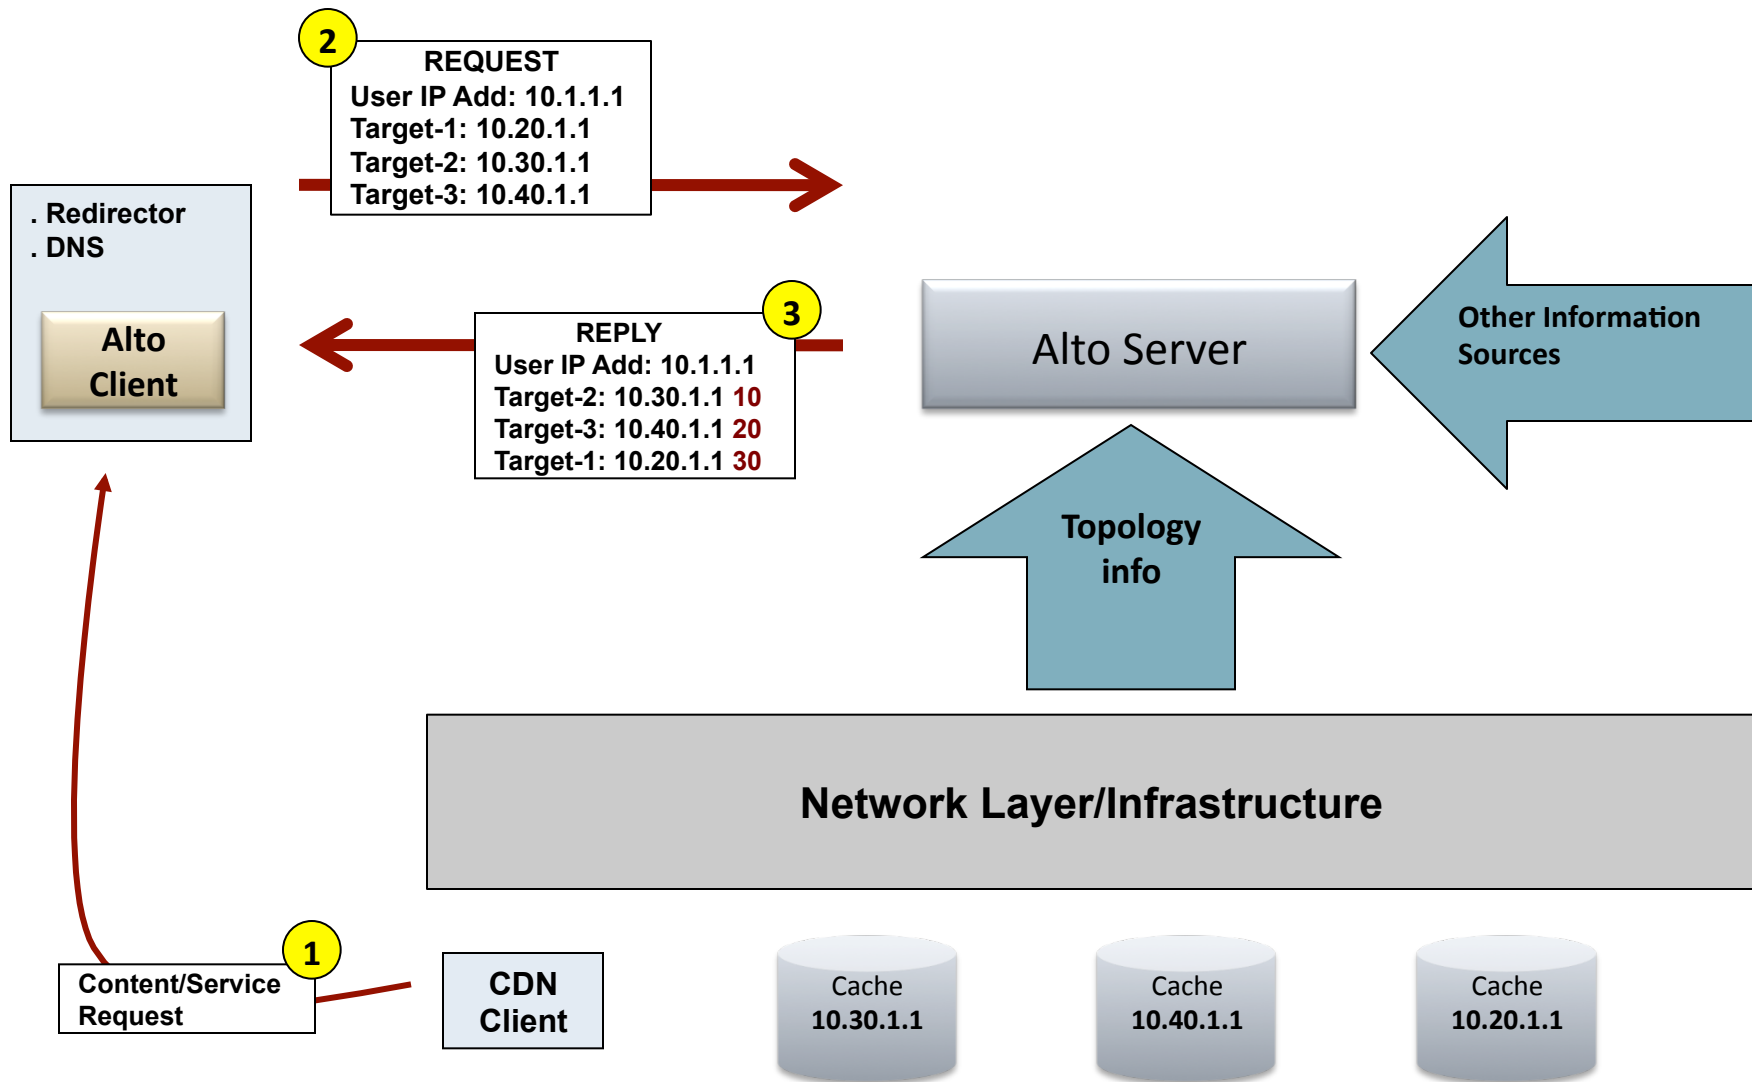 2
REQUEST
User IP Add: 10.1.1.1
Target-1: 10.20.1.1
Target-2: 10.30.1.1
Target-3: 10.40.1.1
. Redirector
. DNS
Alto
Client
3
REPLY
User IP Add: 10.1.1.1
Target-2: 10.30.1.1 10
Target-3: 10.40.1.1 20
Target-1: 10.20.1.1 30
Alto Server
Other Information
Sources
Topology
info
Network Layer/Infrastructure
1
Content/Service
Request
CDN
Client
Cache
10.30.1.1
Cache
10.40.1.1
Cache
10.20.1.1